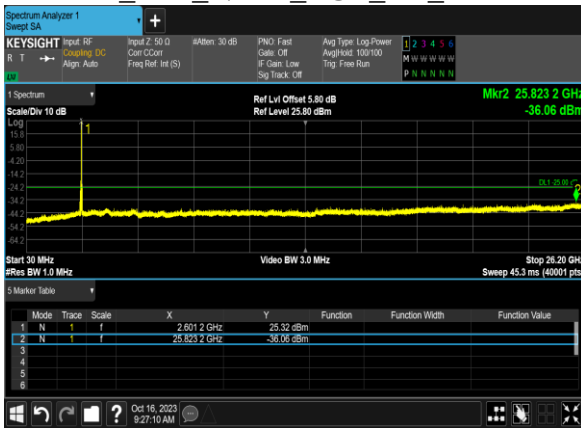 Spectrum Analyzer 1
Swept SA
KEYSIGHT Input: RF Input Z: 50 Ω #Atten: 30 dB PNO: Fast Avg Type: Log-Power 1 2 3 4 5 6
R T Coupling: DC Corr CCorr Gate: Off Avg|Hold: 100/100 M W W W W W
Align: Auto Freq Ref: Int (S) IF Gain: Low Trig: Free Run
LV Sig Track: Off P N N N N N
1 Spectrum Ref Lvl Offset 5.80 dB Mkr2 25.823 2 GHz
Scale/Div 10 dB Ref Level 25.80 dBm -36.06 dBm
Log
1
15.8
5.80
-4.20
-14.2
DL1 -25.00
-24.2
2
-34.2
-44.2
-54.2
-64.2
Start 30 MHz Video BW 3.0 MHz Stop 26.20 GHz
#Res BW 1.0 MHz Sweep 45.3 ms (40001 pts
5 Marker Table
Mode Trace Scale X Y Function Function Width Function Value
1 N 1 f 2.601 2 GHz 25.32 dBm
2 N 1 f 25.823 2 GHz -36.06 dBm
3
4
5
6
? Oct 16, 2023
9:27:10 AM